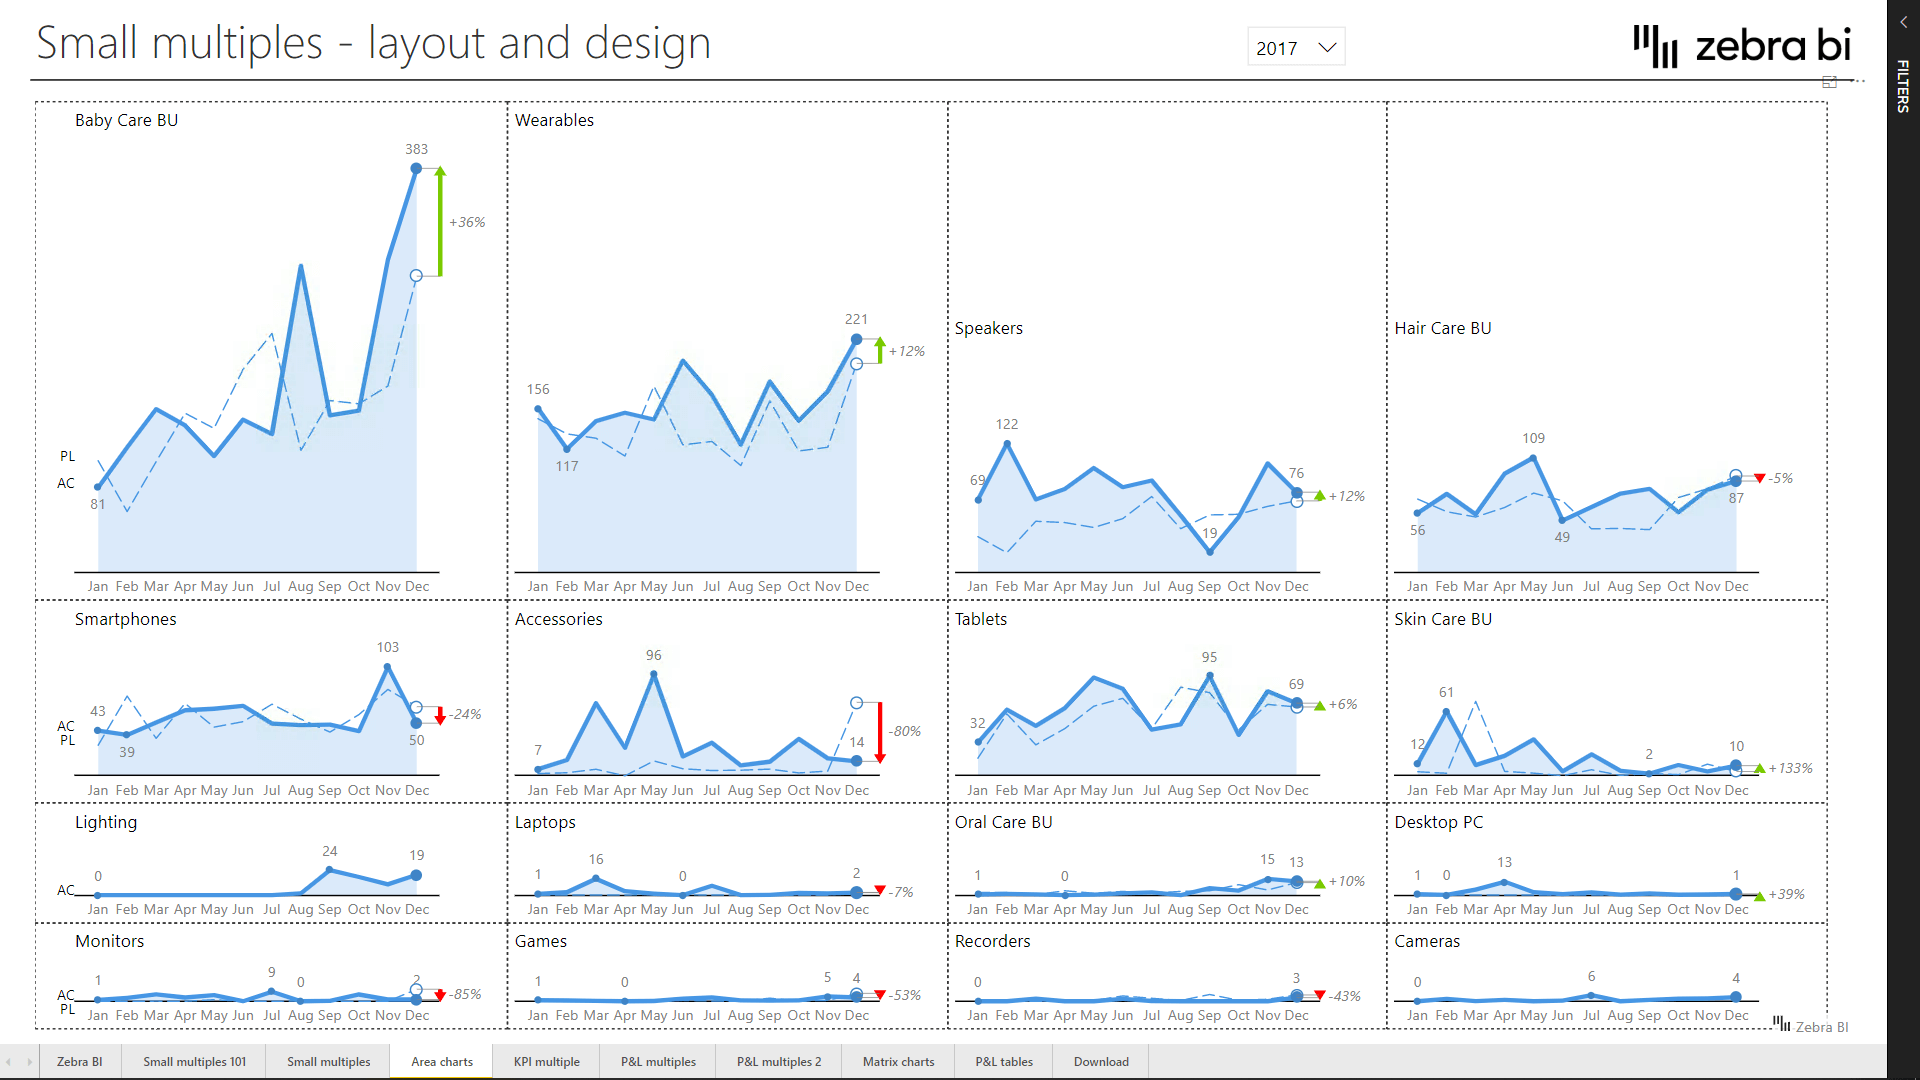 Small multiples - layout and design
2017
zebra bi
FILTERS
Baby Care BU
383
+36%
PL
AC
81
Jan Feb Mar Apr May Jun Jul Aug Sep Oct Nov Dec
Wearables
156
117
221
+12%
Jan Feb Mar Apr May Jun Jul Aug Sep Oct Nov Dec
Speakers
69
122
19
76
+12%
Jan Feb Mar Apr May Jun Jul Aug Sep Oct Nov Dec
Hair Care BU
56
109
49
87
-5%
Jan Feb Mar Apr May Jun Jul Aug Sep Oct Nov Dec
Smartphones
AC
PL
43
39
103
50
-24%
Jan Feb Mar Apr May Jun Jul Aug Sep Oct Nov Dec
Accessories
7
96
14
-80%
Jan Feb Mar Apr May Jun Jul Aug Sep Oct Nov Dec
Tablets
32
95
69
+6%
Jan Feb Mar Apr May Jun Jul Aug Sep Oct Nov Dec
Skin Care BU
12
61
2
10
+133%
Jan Feb Mar Apr May Jun Jul Aug Sep Oct Nov Dec
Lighting
AC
0
24
19
Jan Feb Mar Apr May Jun Jul Aug Sep Oct Nov Dec
Laptops
1
16
0
2
-7%
Jan Feb Mar Apr May Jun Jul Aug Sep Oct Nov Dec
Oral Care BU
1
0
15
13
+10%
Jan Feb Mar Apr May Jun Jul Aug Sep Oct Nov Dec
Desktop PC
1
0
13
1
+39%
Jan Feb Mar Apr May Jun Jul Aug Sep Oct Nov Dec
Monitors
AC
PL
1
9
0
2
-85%
Jan Feb Mar Apr May Jun Jul Aug Sep Oct Nov Dec
Games
1
0
5
4
-53%
Jan Feb Mar Apr May Jun Jul Aug Sep Oct Nov Dec
Recorders
0
3
-43%
Jan Feb Mar Apr May Jun Jul Aug Sep Oct Nov Dec
Cameras
0
6
4
Jan Feb Mar Apr May Jun Jul Aug Sep Oct Nov Dec
Zebra BI
Zebra BI
Small multiples 101
Small multiples
Area charts
KPI multiple
P&L multiples
P&L multiples 2
Matrix charts
P&L tables
Download